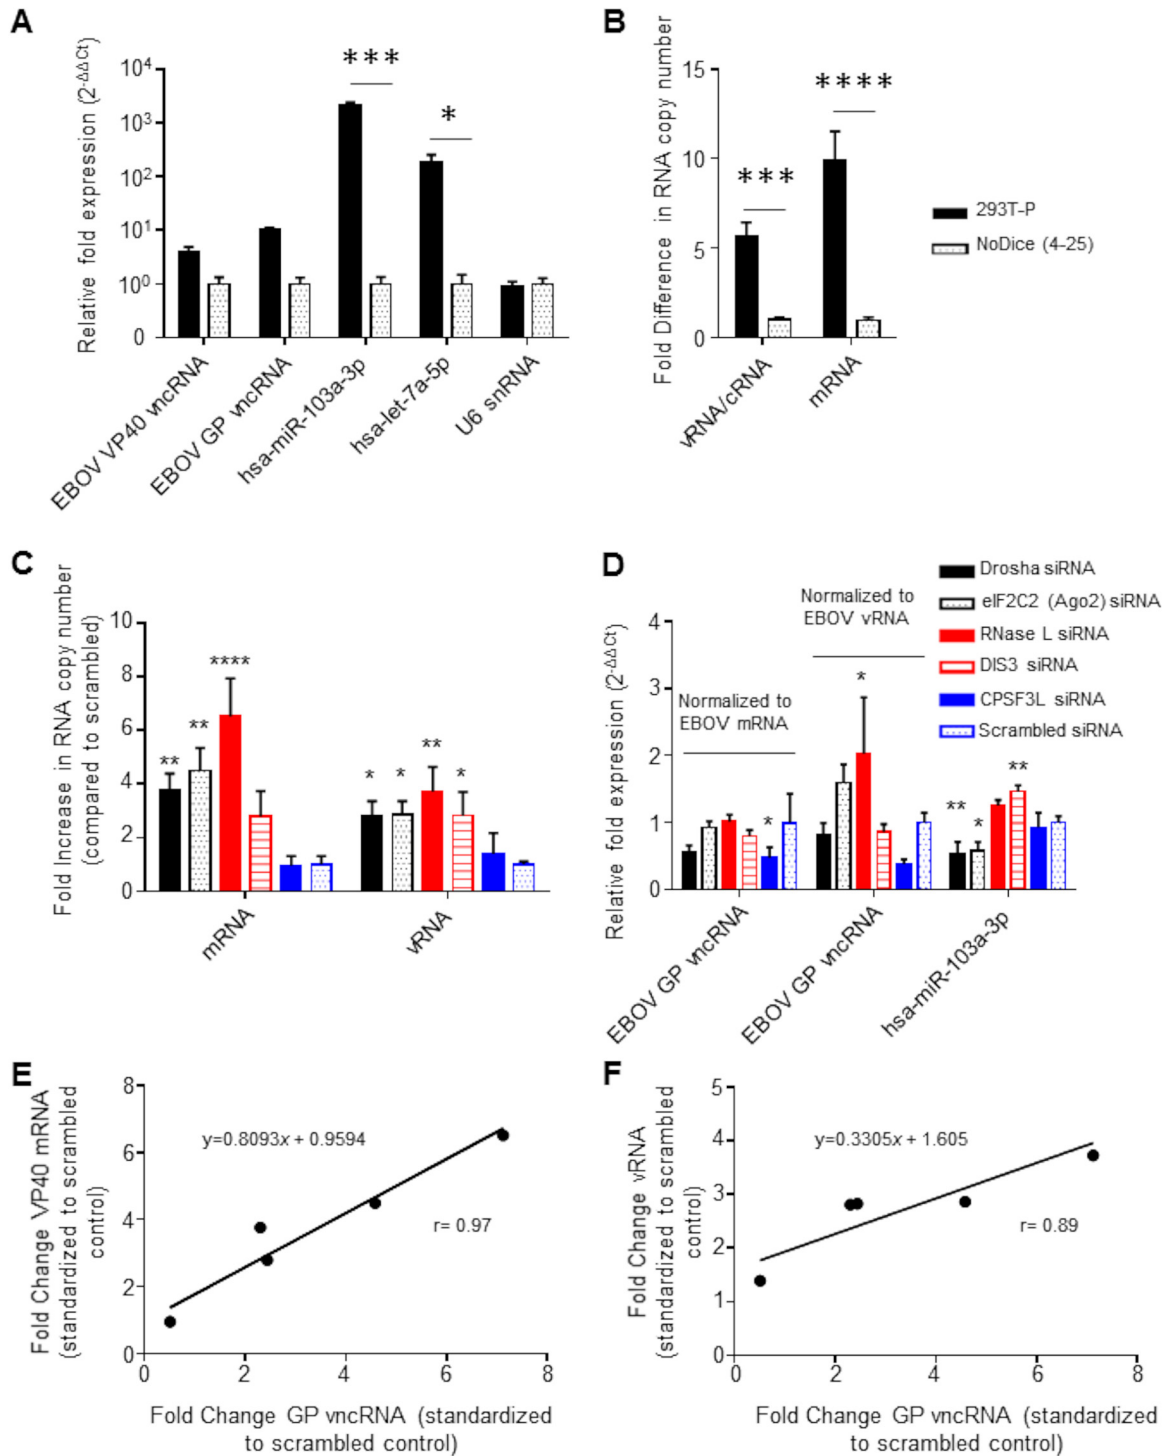 A
Relative fold expression (2-ΔΔCt)
10⁴
10³
10²
10¹
10⁰
0
***
*
EBOV VP40 vncRNA
EBOV GP vncRNA
hsa-miR-103a-3p
hsa-let-7a-5p
U6 snRNA
B
Fold Difference in RNA copy number
15
10
5
0
***
****
vRNA/cRNA
mRNA
293T-P
NoDice (4-25)
C
Fold Increase in RNA copy number
(compared to scrambled)
10
8
6
4
2
0
**
**
****
*
*
**
*
mRNA
vRNA
D
Relative fold expression (2-ΔΔCt)
4
3
2
1
0
Normalized to
EBOV mRNA
Normalized to
EBOV vRNA
*
*
**
*
**
EBOV GP vncRNA
EBOV GP vncRNA
hsa-miR-103a-3p
Drosha siRNA
eIF2C2 (Ago2) siRNA
RNase L siRNA
DIS3 siRNA
CPSF3L siRNA
Scrambled siRNA
E
Fold Change VP40 mRNA
(standardized to scrambled
control)
8
6
4
2
0
y=0.8093x + 0.9594
r= 0.97
0 2 4 6 8
Fold Change GP vncRNA (standardized
to scrambled control)
F
Fold Change vRNA
(standardized to scrambled
control)
5
4
3
2
1
0
y=0.3305x + 1.605
r= 0.89
0 2 4 6 8
Fold Change GP vncRNA (standardized
to scrambled control)